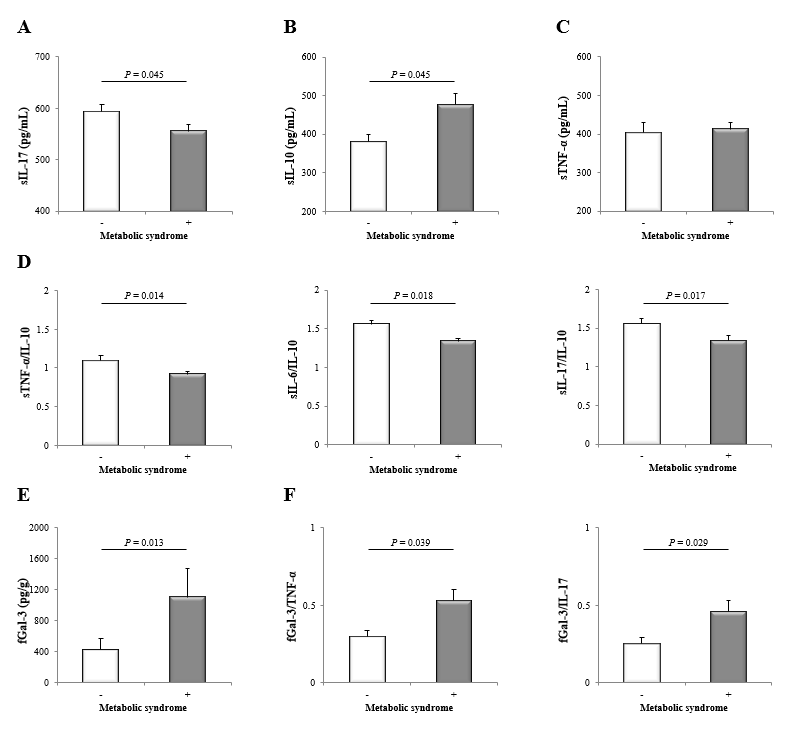 A
B
C
sIL-17 (pg/mL)
700
600
500
400
P = 0.045
-
+
Metabolic syndrome
sIL-10 (pg/mL)
600
500
400
300
200
P = 0.045
-
+
Metabolic syndrome
sTNF-α (pg/mL)
600
500
400
300
200
-
+
Metabolic syndrome
D
sTNF-α/IL-10
2
1.5
1
0.5
0
P = 0.014
-
+
Metabolic syndrome
sIL-6/IL-10
2
1.5
1
0.5
0
P = 0.018
-
+
Metabolic syndrome
sIL-17/IL-10
2
1.5
1
0.5
0
P = 0.017
-
+
Metabolic syndrome
E
F
fGal-3 (pg/g)
2000
1600
1200
800
400
0
P = 0.013
-
+
Metabolic syndrome
fGal-3/TNF-α
1
0.5
0
P = 0.039
-
+
Metabolic syndrome
fGal-3/IL-17
1
0.5
0
P = 0.029
-
+
Metabolic syndrome